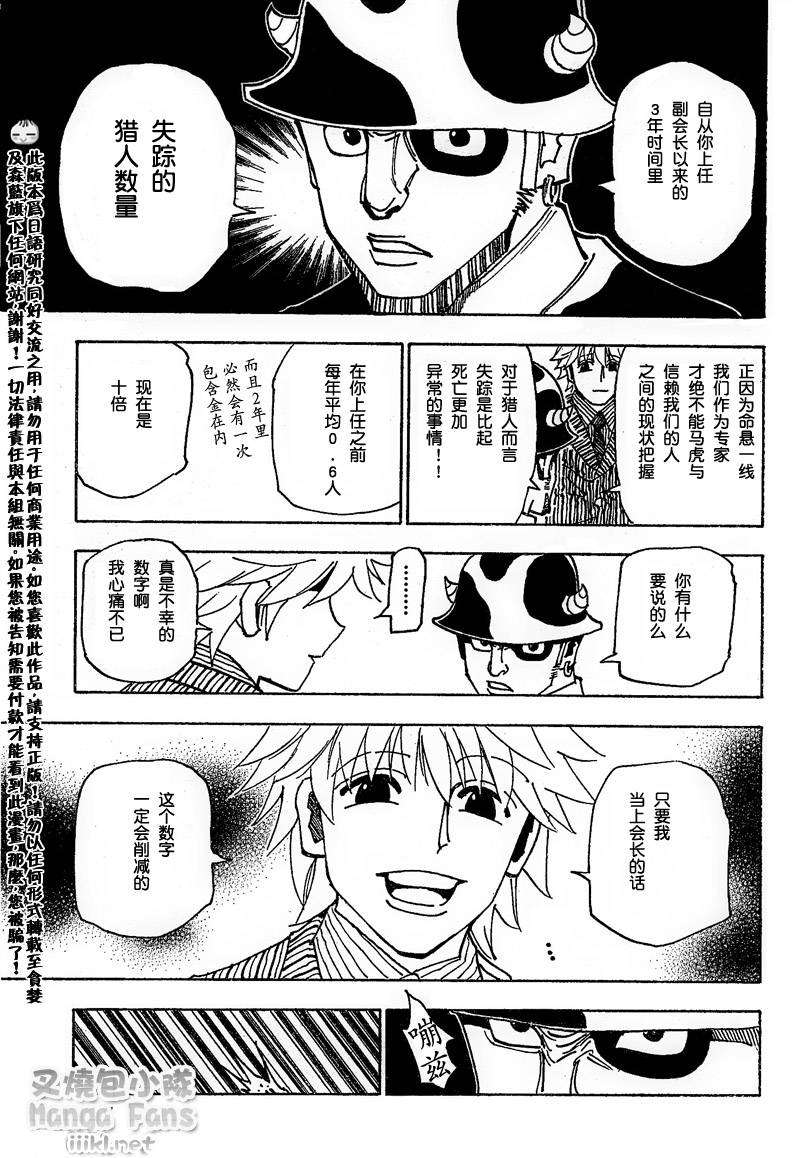 自从你上任
副会长以来的
3年时间里
失踪的
猎人数量
正因为命悬一线
我们作为专家
才绝不能马虎与
信赖我们的人
之间的现状把握
对于猎人而言
失踪是比起
死亡更加
异常的事情！！
在你上任之前
每年平均0.6人
而且2年里
必然会有一次
包含金在内
现在是
十倍
你有什么
要说的么
………
真是不幸的
数字啊
我心痛不已
只要我
当上会长的话
…
这个数字
一定会削减的
嘣兹
此版本爲日語研究同好交流之用，請勿用于任何商業用途。如您喜歡此作品，請支持正版！請勿以任何形式轉載至貪婪
及森藍旗下任何網站，謝謝！一切法律責任與本組無關。如果您被告知需要付款才能看到此漫畫，那麼，您被騙了！
叉燒包小隊
Manga Fans
iiikl.net